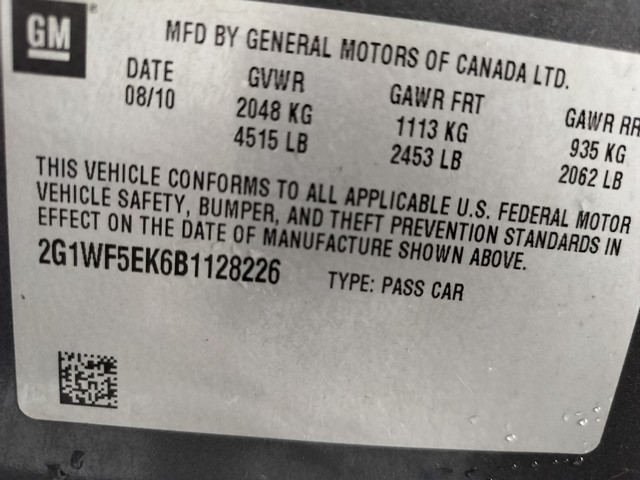 GM ®
MFD BY GENERAL MOTORS OF CANADA LTD.
DATE GVWR GAWR FRT GAWR RR
08/10 2048 KG 1113 KG 935 KG
4515 LB 2453 LB 2062 LB
THIS VEHICLE CONFORMS TO ALL APPLICABLE U.S. FEDERAL MOTOR
VEHICLE SAFETY, BUMPER, AND THEFT PREVENTION STANDARDS IN
EFFECT ON THE DATE OF MANUFACTURE SHOWN ABOVE.
2G1WF5EK6B1128226 TYPE: PASS CAR